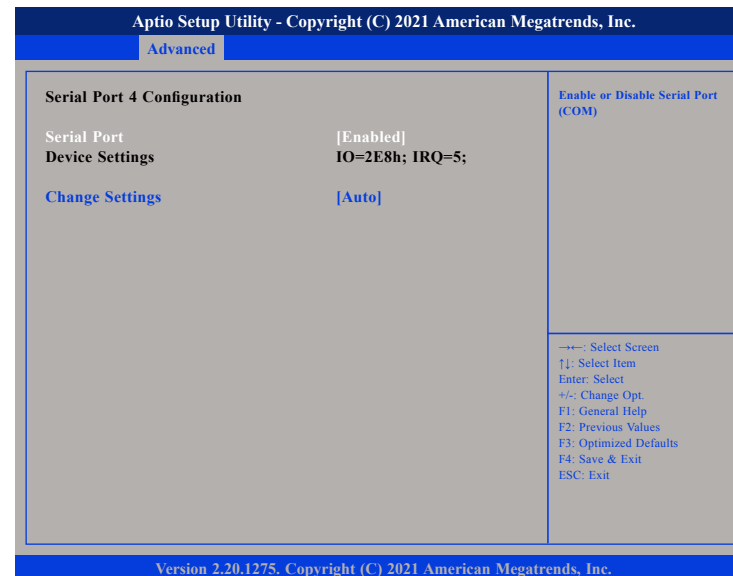 Aptio Setup Utility - Copyright (C) 2021 American Megatrends, Inc.
Advanced
Serial Port 4 Configuration
Serial Port [Enabled]
Device Settings IO=2E8h; IRQ=5;
Change Settings [Auto]
Enable or Disable Serial Port
(COM)
→←: Select Screen
↑↓: Select Item
Enter: Select
+/-: Change Opt.
F1: General Help
F2: Previous Values
F3: Optimized Defaults
F4: Save & Exit
ESC: Exit
Version 2.20.1275. Copyright (C) 2021 American Megatrends, Inc.